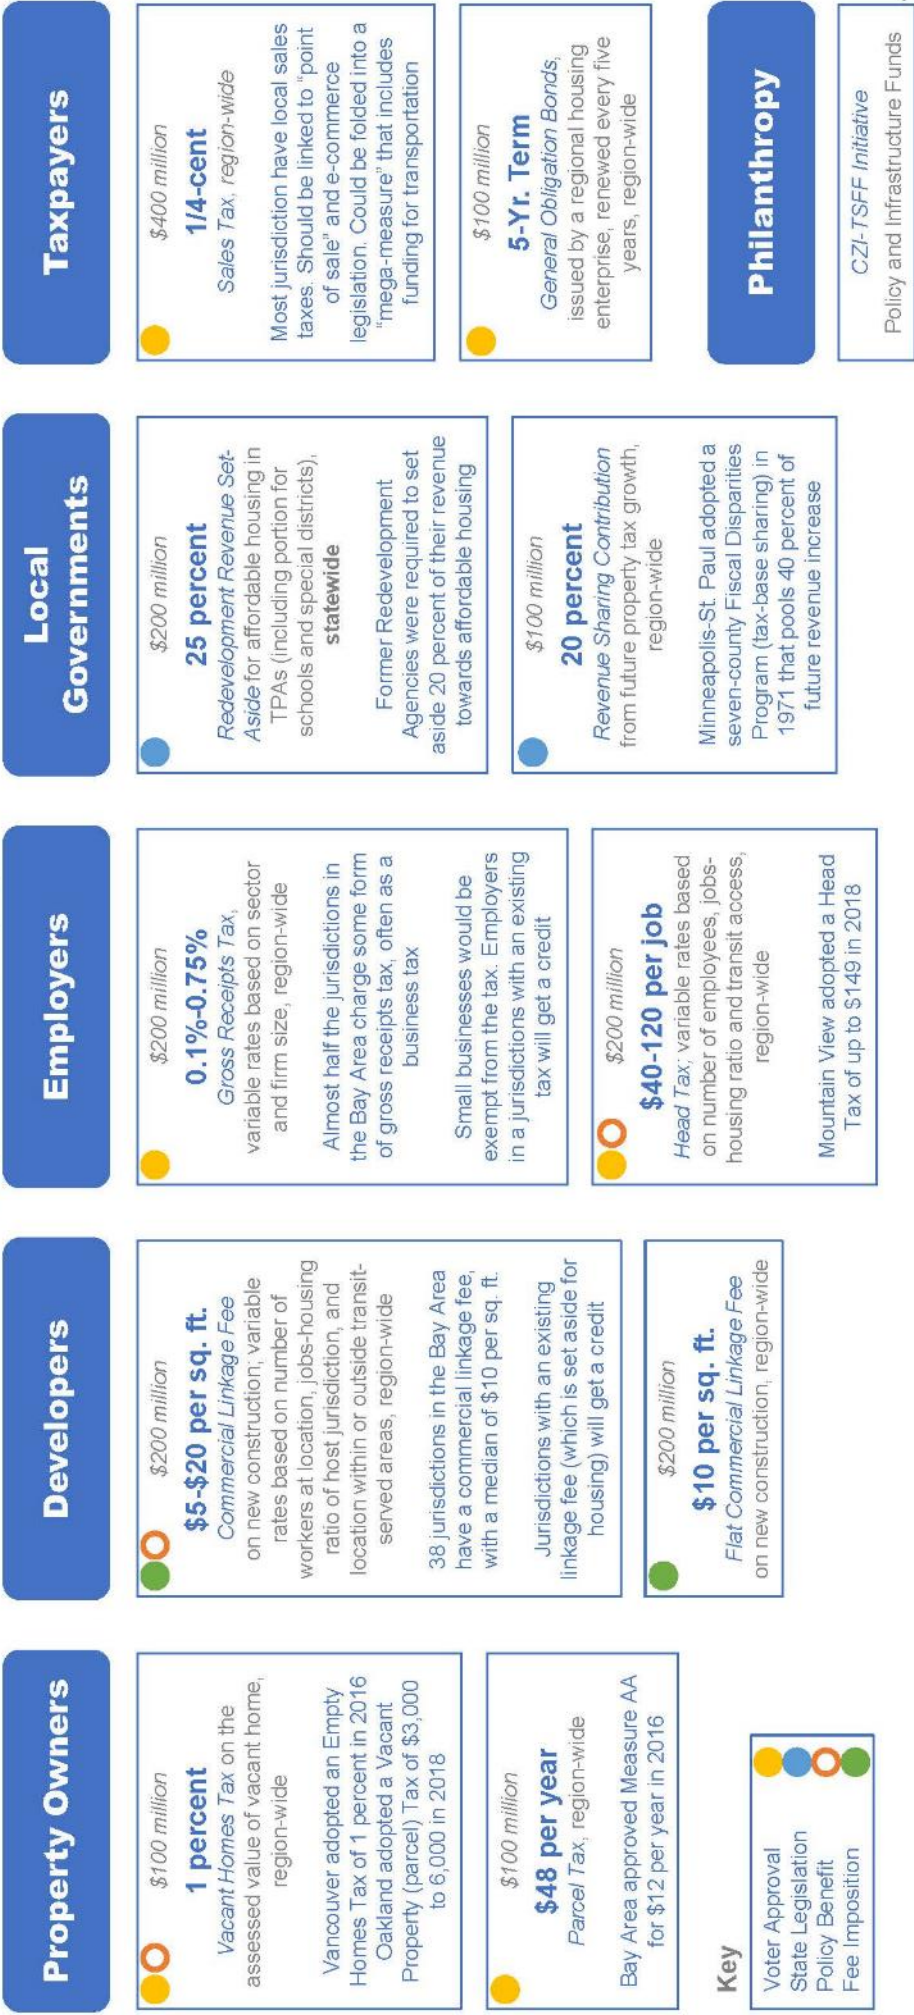 Property Owners
$100 million
1 percent
Vacant Homes Tax on the
assessed value of vacant home,
region-wide
Vancouver adopted an Empty
Homes Tax of 1 percent in 2016
Oakland adopted a Vacant
Property (parcel) Tax of $3,000
to 6,000 in 2018
$100 million
$48 per year
Parcel Tax, region-wide
Bay Area approved Measure AA
for $12 per year in 2016
Key
Voter Approval
State Legislation
Policy Benefit
Fee Imposition
Developers
$200 million
$5-$20 per sq. ft.
Commercial Linkage Fee
on new construction; variable
rates based on number of
workers at location, jobs-housing
ratio of host jurisdiction, and
location within or outside transit-
served areas, region-wide
38 jurisdictions in the Bay Area
have a commercial linkage fee,
with a median of $10 per sq. ft.
Jurisdictions with an existing
linkage fee (which is set aside for
housing) will get a credit
$200 million
$10 per sq. ft.
Flat Commercial Linkage Fee
on new construction, region-wide
Employers
$200 million
0.1%-0.75%
Gross Receipts Tax,
variable rates based on sector
and firm size, region-wide
Almost half the jurisdictions in
the Bay Area charge some form
of gross receipts tax, often as a
business tax
Small businesses would be
exempt from the tax. Employers
in a jurisdictions with an existing
tax will get a credit
$200 million
$40-120 per job
Head Tax; variable rates based
on number of employees, jobs-
housing ratio and transit access,
region-wide
Mountain View adopted a Head
Tax of up to $149 in 2018
Local
Governments
$200 million
25 percent
Redevelopment Revenue Set-
Aside for affordable housing in
TPAs (including portion for
schools and special districts),
statewide
Former Redevelopment
Agencies were required to set
aside 20 percent of their revenue
towards affordable housing
$100 million
20 percent
Revenue Sharing Contribution
from future property tax growth,
region-wide
Minneapolis-St. Paul adopted a
seven-county Fiscal Disparities
Program (tax-base sharing) in
1971 that pools 40 percent of
future revenue increase
Taxpayers
$400 million
1/4-cent
Sales Tax, region-wide
Most jurisdiction have local sales
taxes. Should be linked to "point
of sale" and e-commerce
legislation. Could be folded into a
"mega-measure" that includes
funding for transportation
$100 million
5-Yr. Term
General Obligation Bonds,
issued by a regional housing
enterprise, renewed every five
years, region-wide
Philanthropy
CZI-TSFF Initiative
Policy and Infrastructure Funds